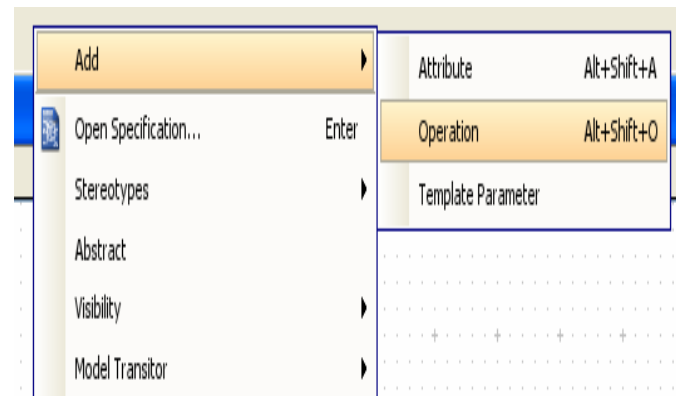 Add
Open Specification... Enter
Stereotypes
Abstract
Visibility
Model Transitor
Attribute Alt+Shift+A
Operation Alt+Shift+O
Template Parameter